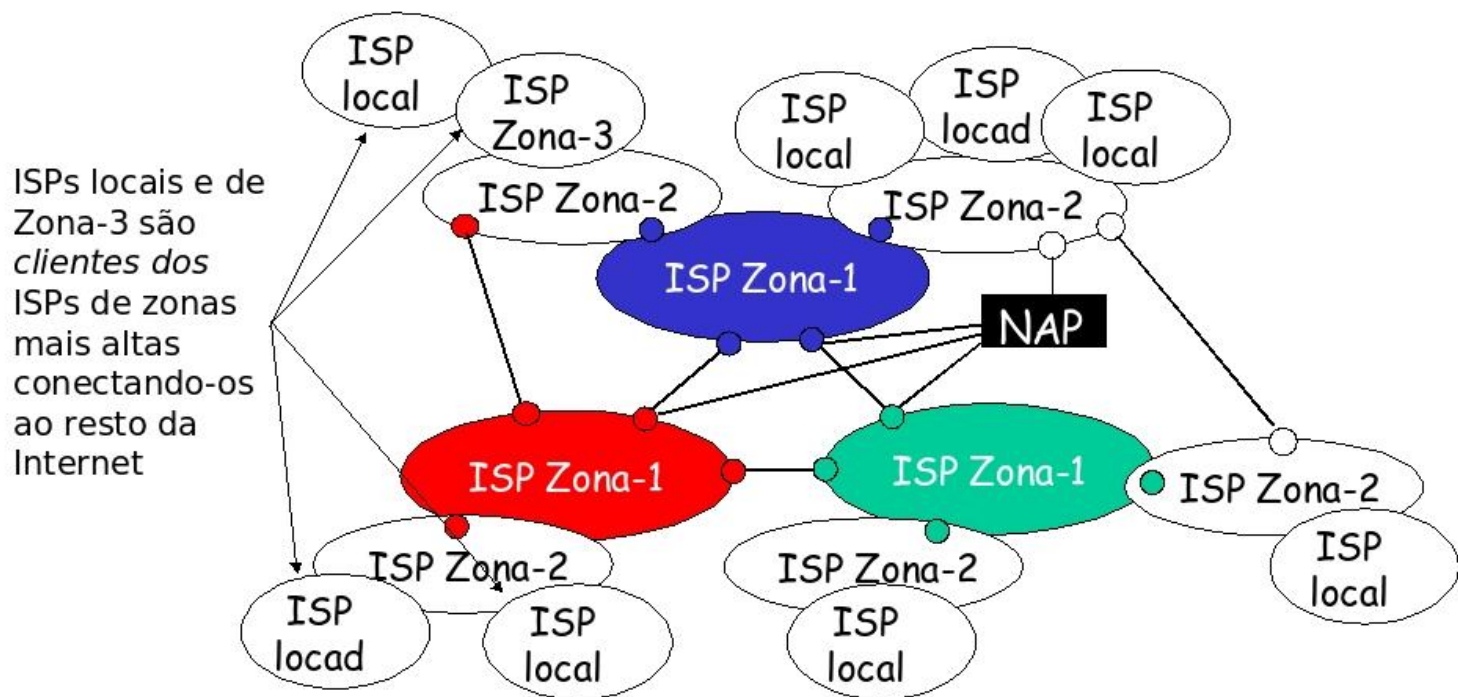 ISP
local
ISP
Zona-3
ISP Zona-2
ISP
local
ISP
locad
ISP
local
ISP Zona-2
ISPs locais e de
Zona-3 são
clientes dos
ISPs de zonas
mais altas
conectando-os
ao resto da
Internet
ISP Zona-1
NAP
ISP Zona-1
ISP Zona-1
ISP Zona-2
ISP
local
ISP Zona-2
ISP
locad
ISP
local
ISP Zona-2
ISP
local